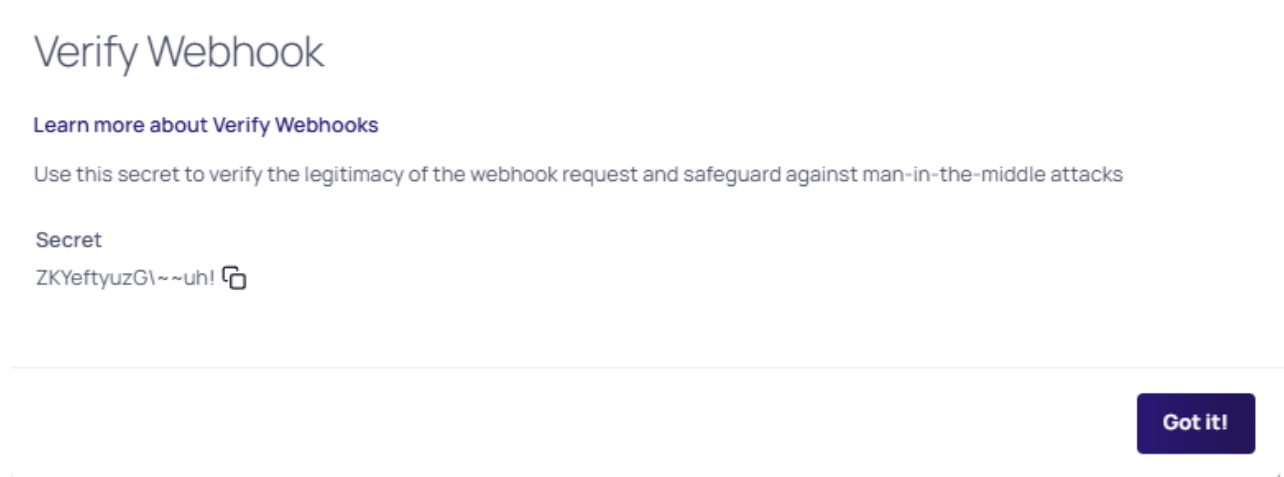 Verify Webhook
Learn more about Verify Webhooks
Use this secret to verify the legitimacy of the webhook request and safeguard against man-in-the-middle attacks
Secret
ZKYeftyuzG\~~uh!
Got it!